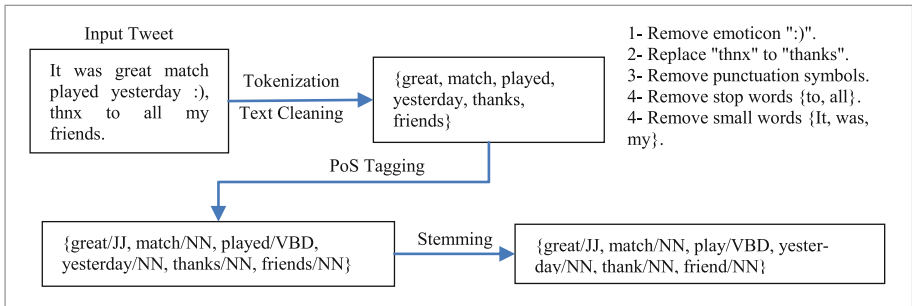 Input Tweet
It was great match
played yesterday :),
thnx to all my
friends.
Tokenization
Text Cleaning
{great, match, played,
yesterday, thanks,
friends}
1- Remove emoticon ":)".
2- Replace "thnx" to "thanks".
3- Remove punctuation symbols.
4- Remove stop words {to, all}.
4- Remove small words {It, was,
my}.
PoS Tagging
{great/JJ, match/NN, played/VBD,
yesterday/NN, thanks/NN, friends/NN}
Stemming
{great/JJ, match/NN, play/VBD, yester-
day/NN, thank/NN, friend/NN}